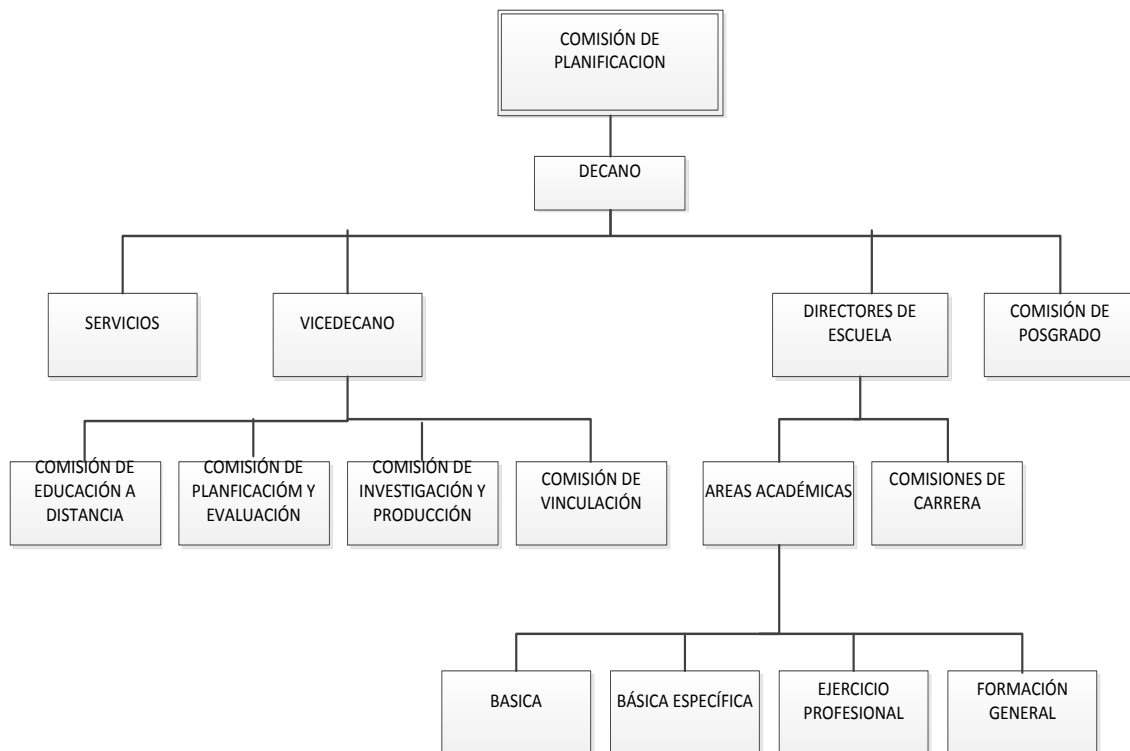 COMISIÓN DE
PLANIFICACION
DECANO
SERVICIOS
VICEDECANO
DIRECTORES DE
ESCUELA
COMISIÓN DE
POSGRADO
COMISIÓN DE
EDUCACIÓN A
DISTANCIA
COMISIÓN DE
PLANFICACIÓM Y
EVALUACIÓN
COMISIÓN DE
INVESTIGACIÓN Y
PRODUCCIÓN
COMISIÓN DE
VINCULACIÓN
AREAS ACADÉMICAS
COMISIONES DE
CARRERA
BASICA
BÁSICA ESPECÍFICA
EJERCICIO
PROFESIONAL
FORMACIÓN
GENERAL